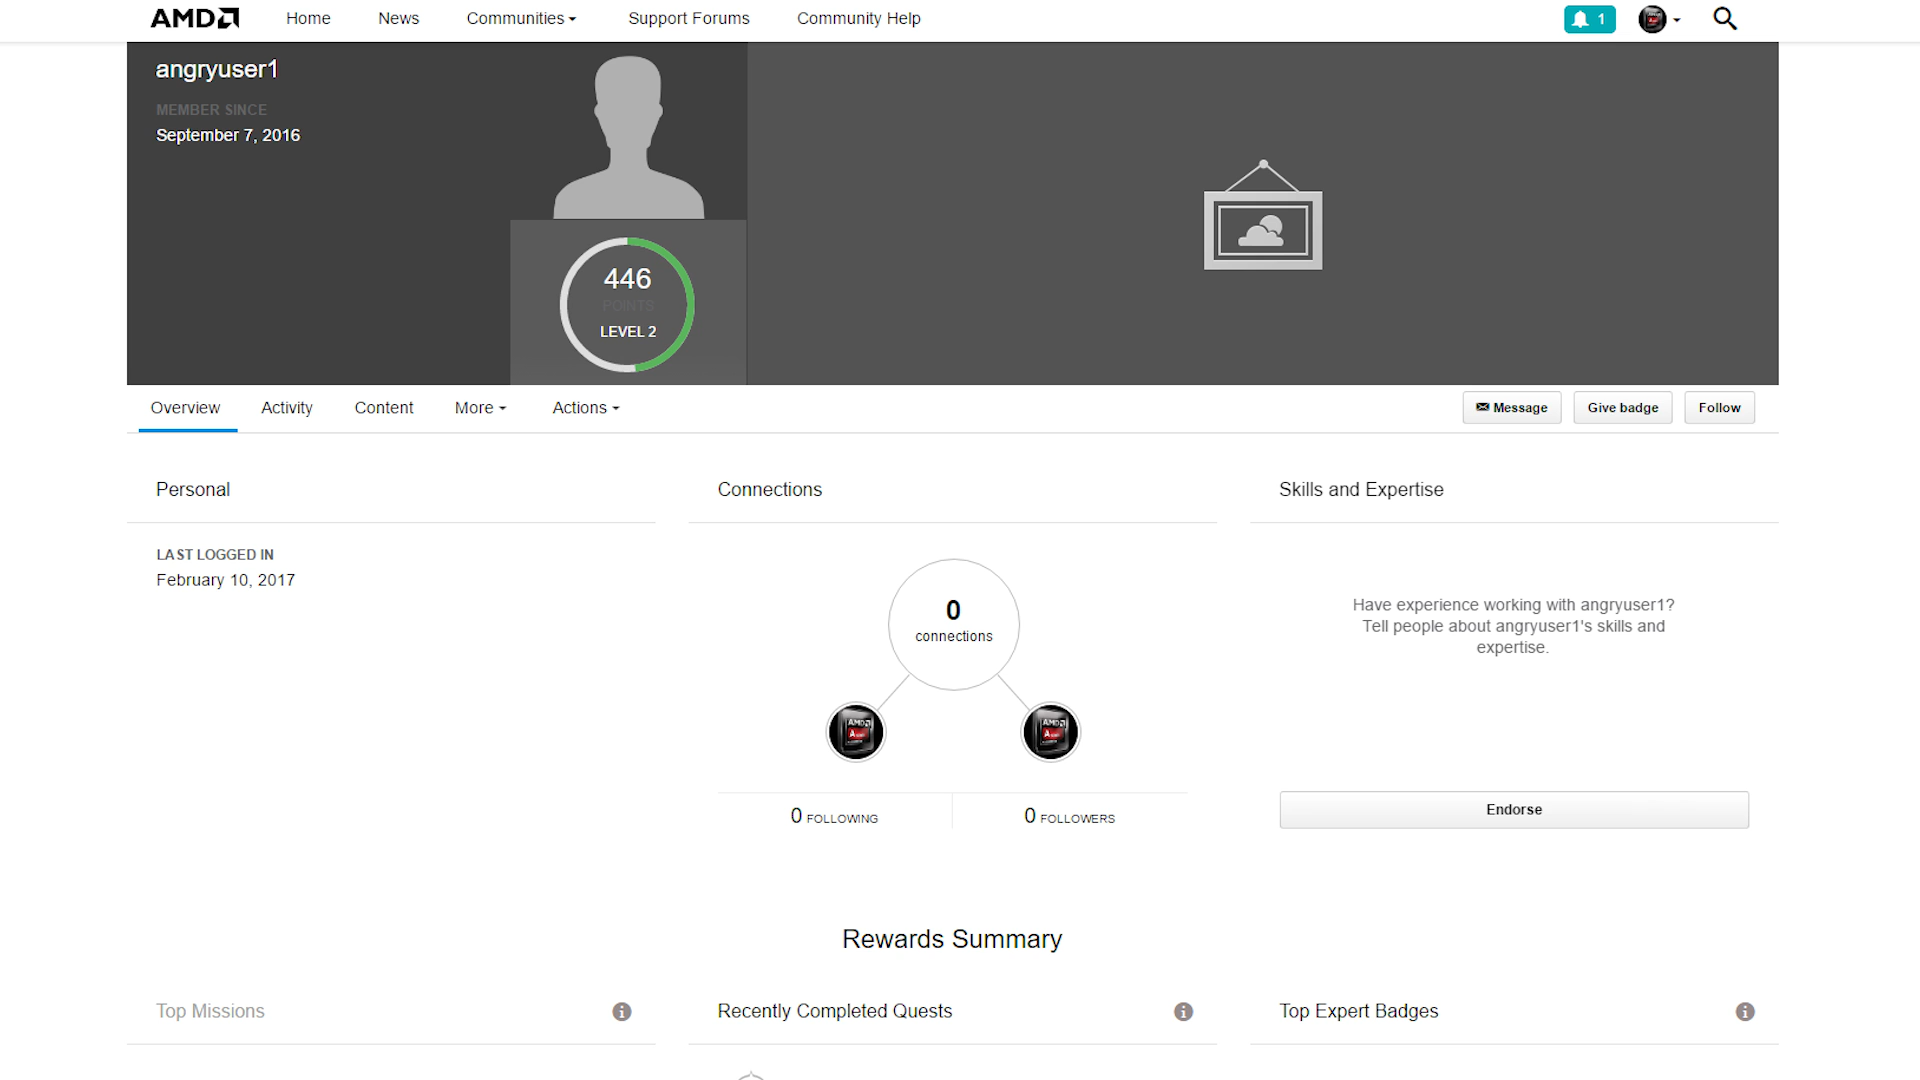 AMD
Home
News
Communities
Support Forums
Community Help
1
angryuser1
MEMBER SINCE
September 7, 2016
446
POINTS
LEVEL 2
Overview
Activity
Content
More
Actions
Message
Give badge
Follow
Personal
LAST LOGGED IN
February 10, 2017
Connections
0
connections
AMD
AMD
0 FOLLOWING
0 FOLLOWERS
Skills and Expertise
Have experience working with angryuser1?
Tell people about angryuser1's skills and
expertise.
Endorse
Rewards Summary
Top Missions
Recently Completed Quests
Top Expert Badges